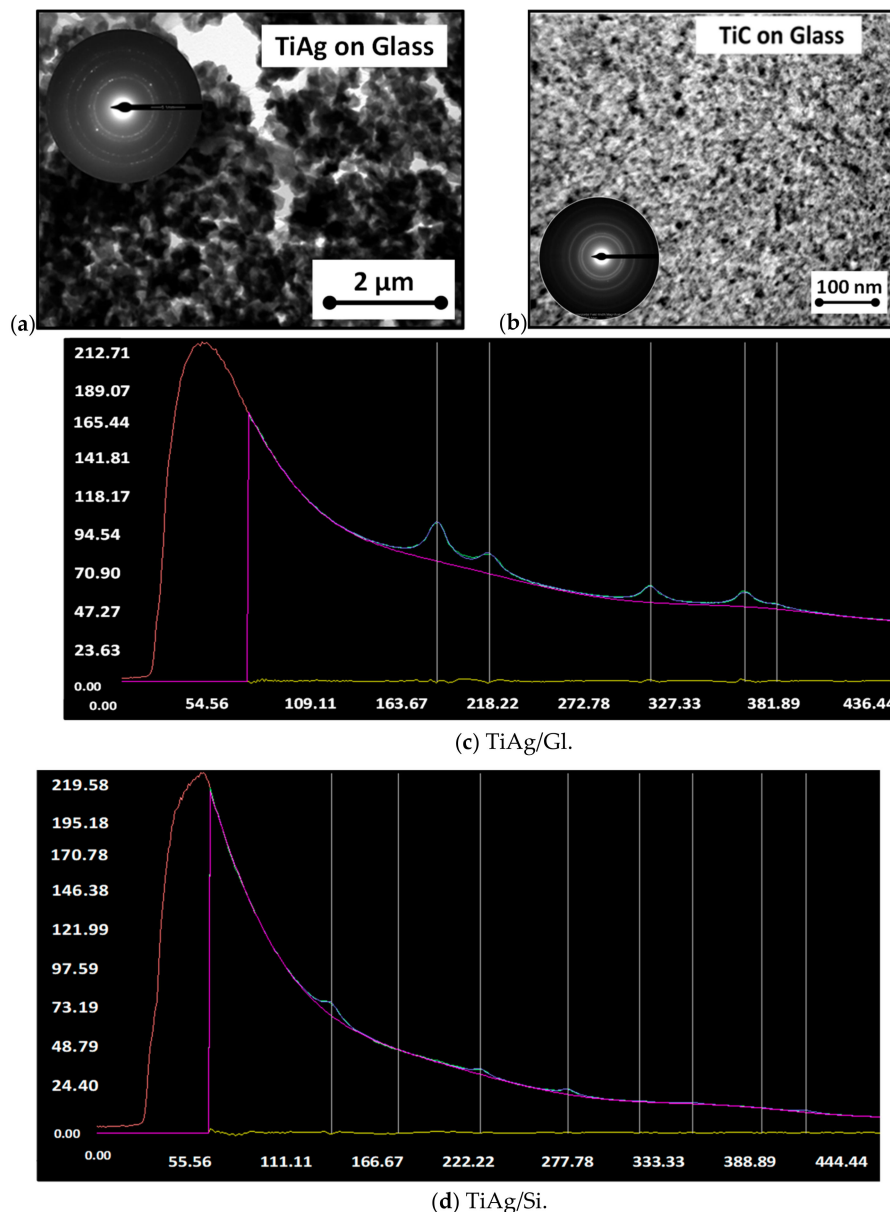 TiAg on Glass
2 µm
(a)
TiC on Glass
100 nm
(b)
212.71
189.07
165.44
141.81
118.17
94.54
70.90
47.27
23.63
0.00
0.00 54.56 109.11 163.67 218.22 272.78 327.33 381.89 436.44
(c) TiAg/Gl.
219.58
195.18
170.78
146.38
121.99
97.59
73.19
48.79
24.40
0.00
0.00 55.56 111.11 166.67 222.22 277.78 333.33 388.89 444.44
(d) TiAg/Si.